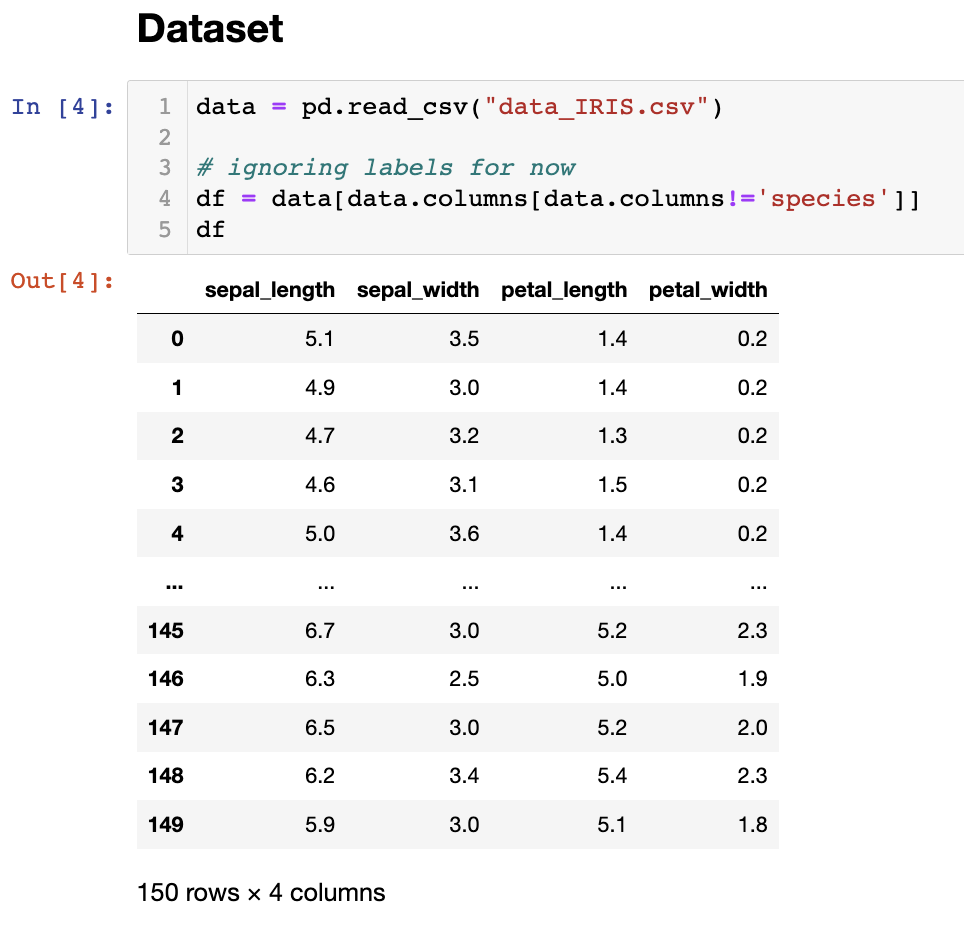 Dataset
In [4]:
1 data = pd.read_csv("data_IRIS.csv")
2
3 # ignoring labels for now
4 df = data[data.columns[data.columns!='species']]
5 df
Out[4]:
sepal_length sepal_width petal_length petal_width
0 5.1 3.5 1.4 0.2
1 4.9 3.0 1.4 0.2
2 4.7 3.2 1.3 0.2
3 4.6 3.1 1.5 0.2
4 5.0 3.6 1.4 0.2
... ... ... ... ...
145 6.7 3.0 5.2 2.3
146 6.3 2.5 5.0 1.9
147 6.5 3.0 5.2 2.0
148 6.2 3.4 5.4 2.3
149 5.9 3.0 5.1 1.8
150 rows × 4 columns